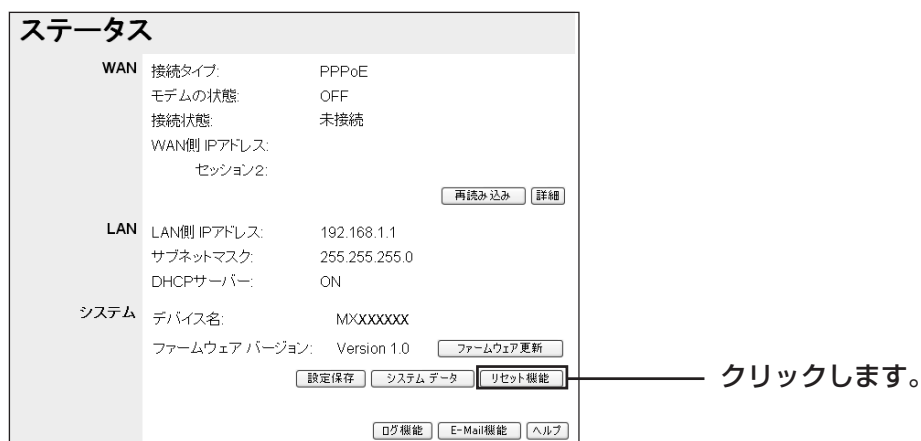 ステータス
WAN 接続タイプ: PPPoE
モデムの状態: OFF
接続状態: 未接続
WAN側 IPアドレス:
セッション2:
再読み込み 詳細
LAN LAN側 IPアドレス: 192.168.1.1
サブネットマスク: 255.255.255.0
DHCPサーバー: ON
システム デバイス名: MXXXXXXX
ファームウェア バージョン: Version 1.0 ファームウェア更新
設定保存 システム データ リセット機能 クリックします。
ログ機能 E-Mail機能 ヘルプ